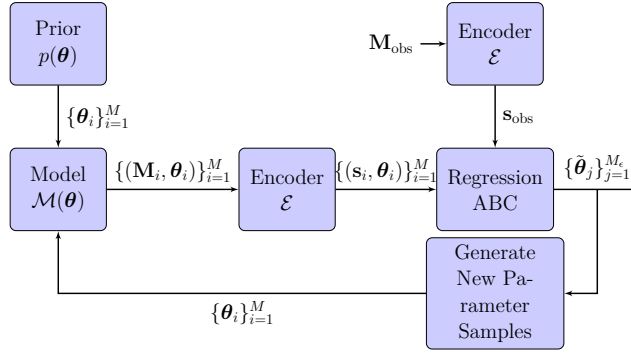 Prior
p(𝜽)
Encoder
ℰ
M_obs
{𝜽_i}_{i=1}^M
s_obs
Model
ℳ(𝜽)
{(M_i, 𝜽_i)}_{i=1}^M
Encoder
ℰ
{(s_i, 𝜽_i)}_{i=1}^M
Regression
ABC
{𝜽̃_j}_{j=1}^{M_ϵ}
Generate
New Pa-
rameter
Samples
{𝜽_i}_{i=1}^M